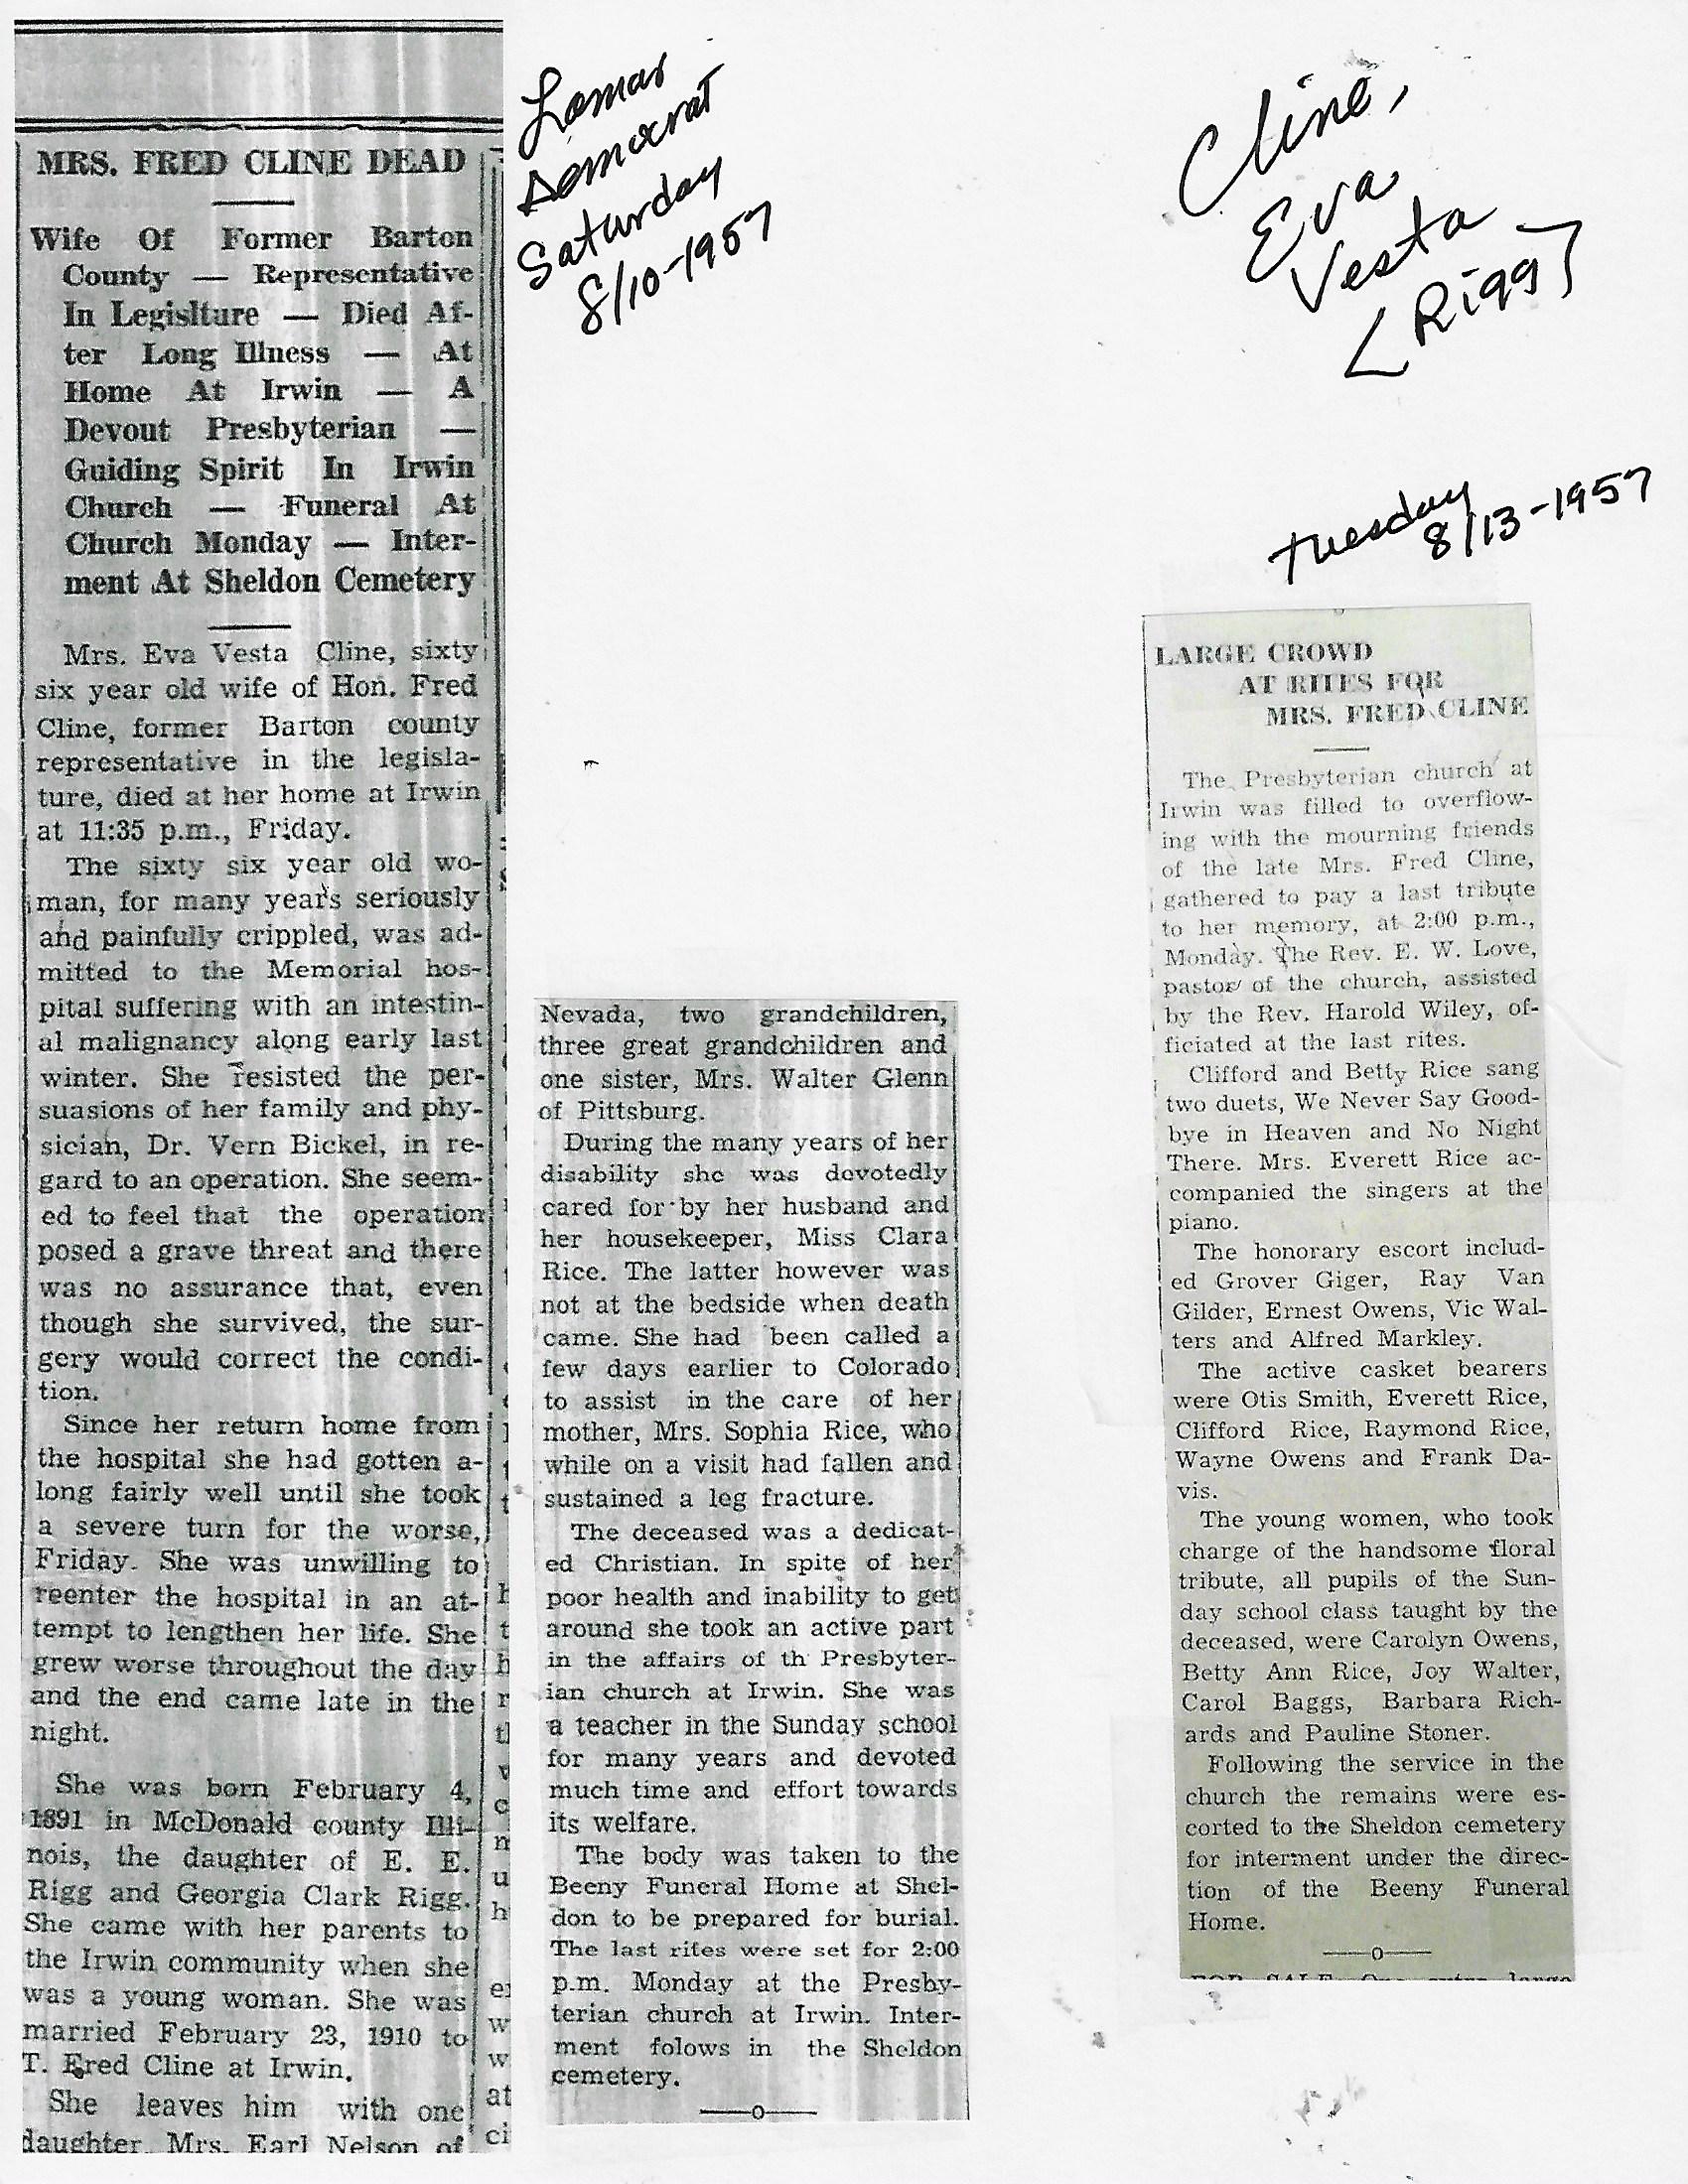 MRS. FRED CLINE DEAD
Wife Of Former Barton
County — Representative
In Legislture — Died Af-
ter Long Illness — At
Home At Irwin — A
Devout Presbyterian —
Guiding Spirit In Irwin
Church — Funeral At
Church Monday — Inter-
ment At Sheldon Cemetery
Mrs. Eva Vesta Cline, sixty
six year old wife of Hon. Fred
Cline, former Barton county
representative in the legisla-
ture, died at her home at Irwin
at 11:35 p.m., Friday.
The sixty six year old wo-
man, for many years seriously
and painfully crippled, was ad-
mitted to the Memorial hos-
pital suffering with an intestin-
al malignancy along early last
winter. She resisted the per-
suasions of her family and phy-
sician, Dr. Vern Bickel, in re-
gard to an operation. She seem-
ed to feel that the operation
posed a grave threat and there
was no assurance that, even
though she survived, the sur-
gery would correct the condi-
tion.
Since her return home from
the hospital she had gotten a-
long fairly well until she took
a severe turn for the worse,
Friday. She was unwilling to
reenter the hospital in an at-
tempt to lengthen her life. She
grew worse throughout the day
and the end came late in the
night.
She was born February 4,
1891 in McDonald county Illi-
nois, the daughter of E. E.
Rigg and Georgia Clark Rigg.
She came with her parents to
the Irwin community when she
was a young woman. She was
married February 23, 1910 to
T. Fred Cline at Irwin.
She leaves him with one
daughter, Mrs. Earl Nelson of
Lamar
Democrat
Saturday
8/10-1957
Nevada, two grandchildren,
three great grandchildren and
one sister, Mrs. Walter Glenn
of Pittsburg.
During the many years of her
disability she was devotedly
cared for by her husband and
her housekeeper, Miss Clara
Rice. The latter however was
not at the bedside when death
came. She had been called a
few days earlier to Colorado
to assist in the care of her
mother, Mrs. Sophia Rice, who
while on a visit had fallen and
sustained a leg fracture.
The deceased was a dedicat-
ed Christian. In spite of her
poor health and inability to get
around she took an active part
in the affairs of th Presbyter-
ian church at Irwin. She was
a teacher in the Sunday school
for many years and devoted
much time and effort towards
its welfare.
The body was taken to the
Beeny Funeral Home at Shel-
don to be prepared for burial.
The last rites were set for 2:00
p.m. Monday at the Presby-
terian church at Irwin. Inter-
ment folows in the Sheldon
cemetery.
——o——
Cline,
Eva
Vesta
<Rigg>
Tuesday
8/13-1957
LARGE CROWD
AT RITES FOR
MRS. FRED CLINE
The Presbyterian church at
Irwin was filled to overflow-
ing with the mourning friends
of the late Mrs. Fred Cline,
gathered to pay a last tribute
to her memory, at 2:00 p.m.,
Monday. The Rev. E. W. Love,
pastor of the church, assisted
by the Rev. Harold Wiley, of-
ficiated at the last rites.
Clifford and Betty Rice sang
two duets, We Never Say Good-
bye in Heaven and No Night
There. Mrs. Everett Rice ac-
companied the singers at the
piano.
The honorary escort includ-
ed Grover Giger, Ray Van
Gilder, Ernest Owens, Vic Wal-
ters and Alfred Markley.
The active casket bearers
were Otis Smith, Everett Rice,
Clifford Rice, Raymond Rice,
Wayne Owens and Frank Da-
vis.
The young women, who took
charge of the handsome floral
tribute, all pupils of the Sun-
day school class taught by the
deceased, were Carolyn Owens,
Betty Ann Rice, Joy Walter,
Carol Baggs, Barbara Rich-
ards and Pauline Stoner.
Following the service in the
church the remains were es-
corted to the Sheldon cemetery
for interment under the direc-
tion of the Beeny Funeral
Home.
——o——